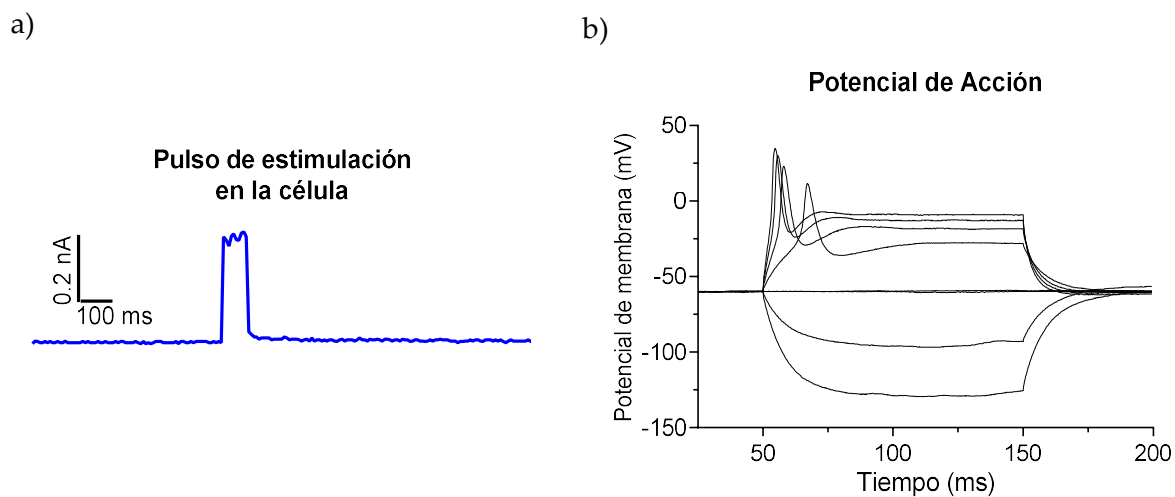 a)
Pulso de estimulación
en la célula
0.2 nA
100 ms
b)
Potencial de Acción
Potencial de membrana (mV)
50
0
-50
-100
-150
50
100
150
200
Tiempo (ms)